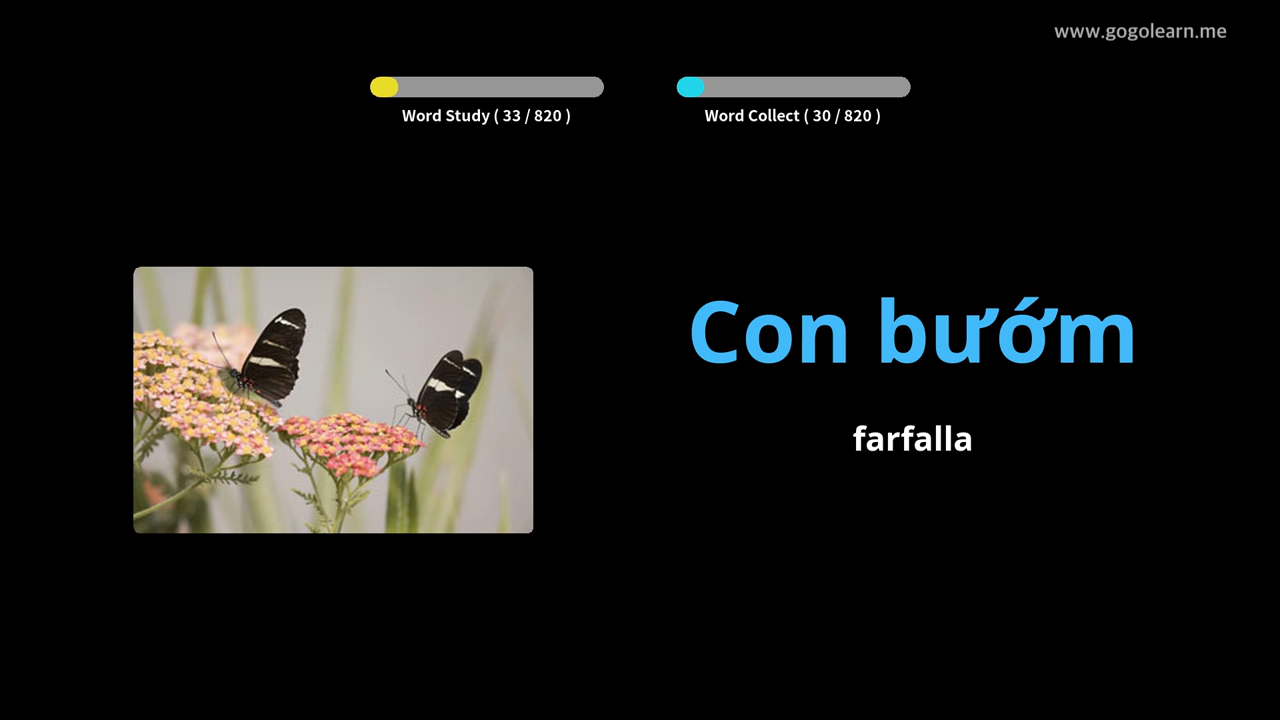 www.gogolearn.me
Word Study ( 33 / 820 )
Word Collect ( 30 / 820 )
Con bướm
farfalla